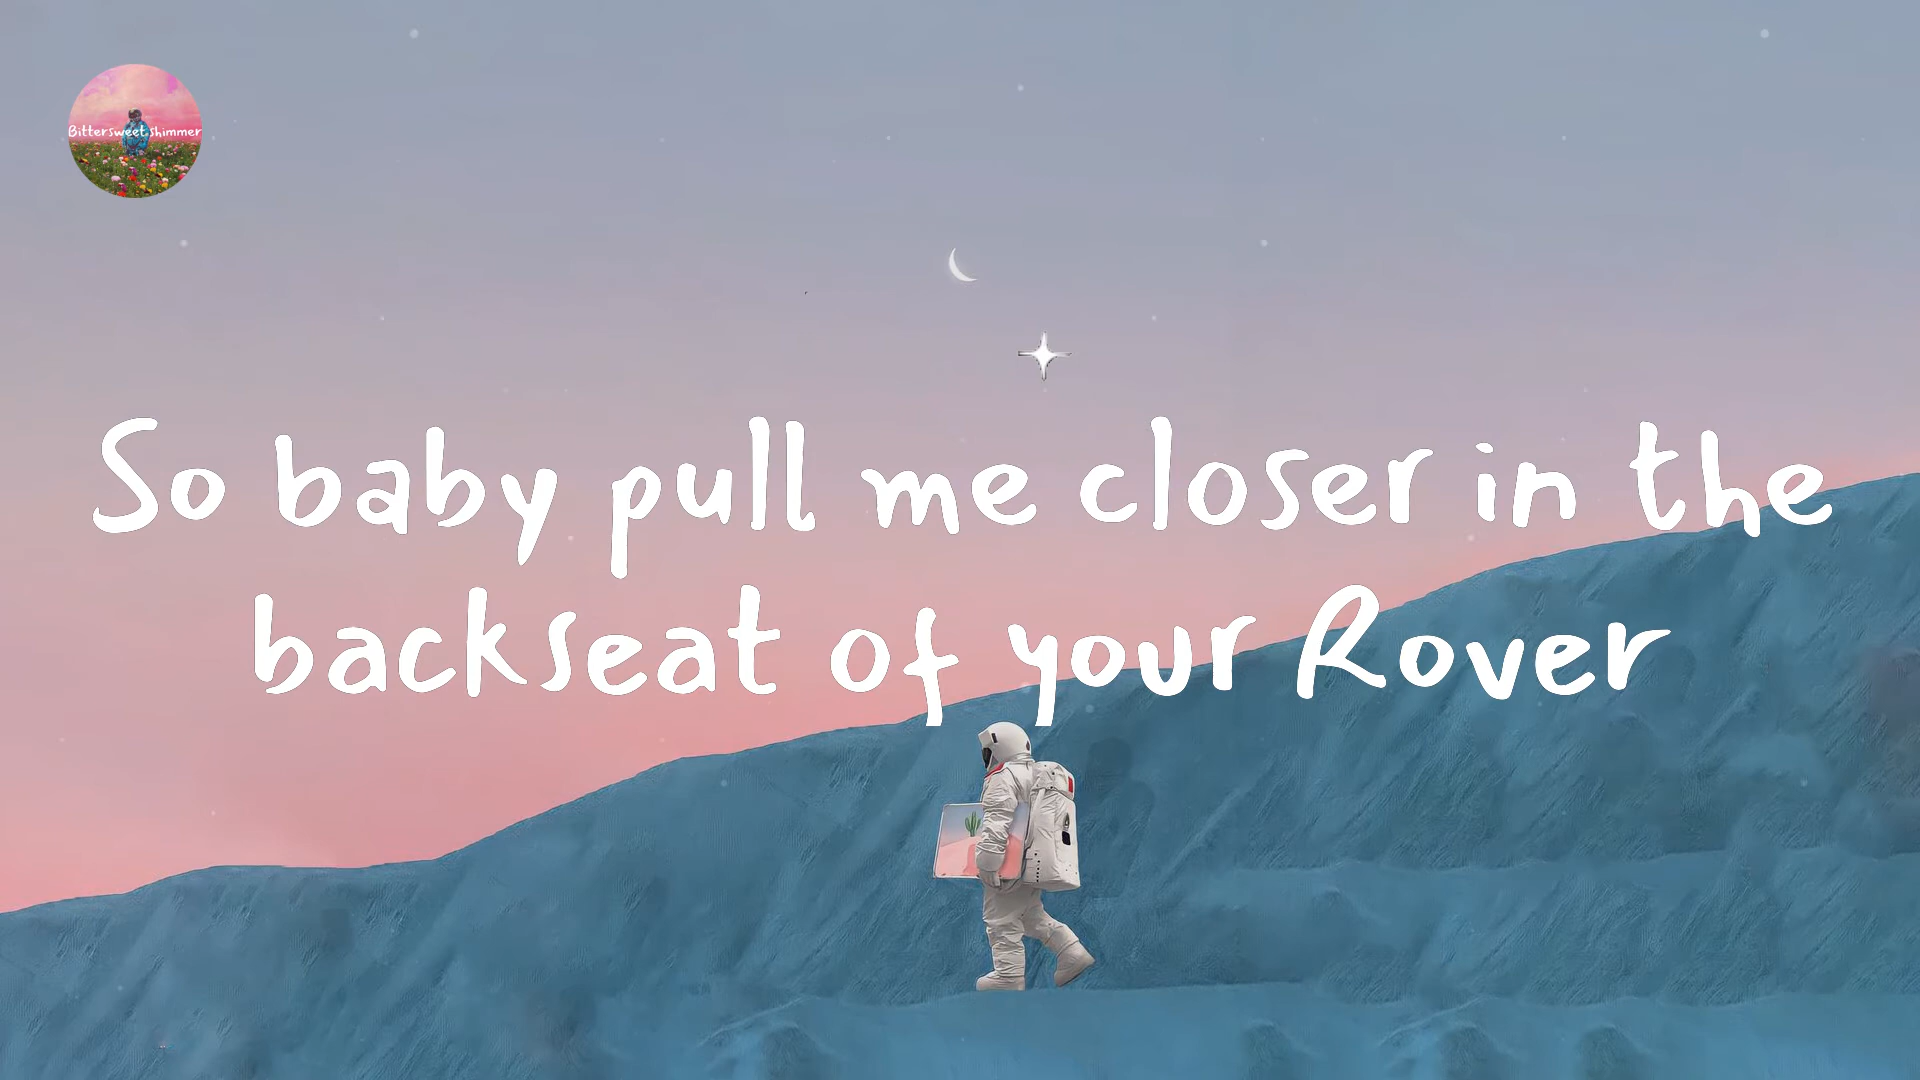 Bittersweet shimmer
So baby pull me closer in the
backseat of your Rover